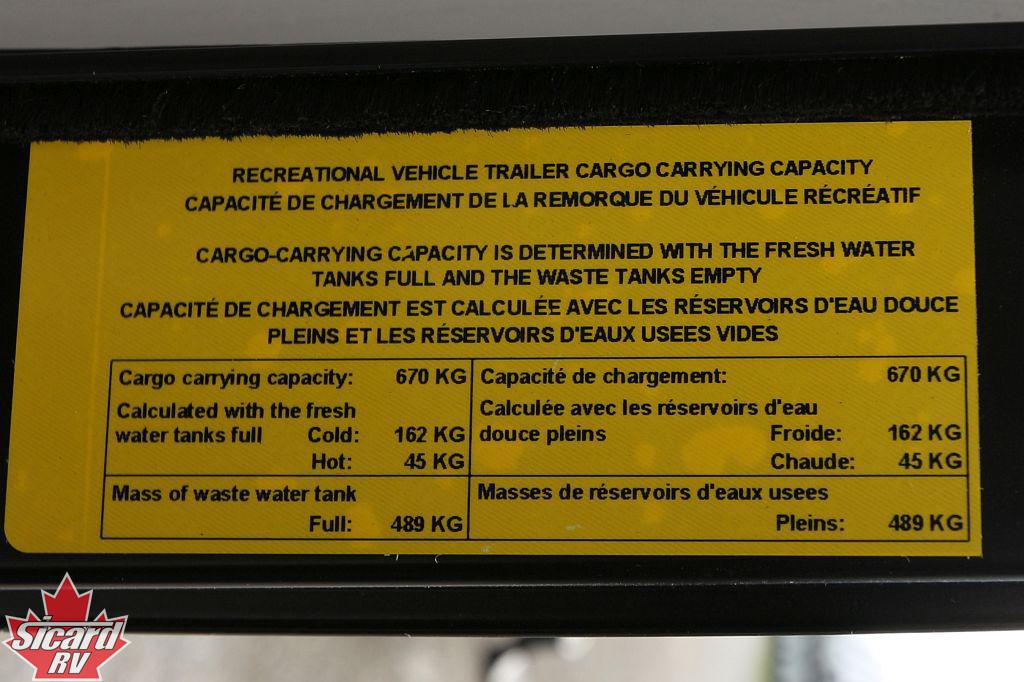 RECREATIONAL VEHICLE TRAILER CARGO CARRYING CAPACITY
CAPACITÉ DE CHARGEMENT DE LA REMORQUE DU VÉHICULE RÉCRÉATIF
CARGO-CARRYING CAPACITY IS DETERMINED WITH THE FRESH WATER
TANKS FULL AND THE WASTE TANKS EMPTY
CAPACITÉ DE CHARGEMENT EST CALCULÉE AVEC LES RÉSERVOIRS D'EAU DOUCE
PLEINS ET LES RÉSERVOIRS D'EAUX USEES VIDES
Cargo carrying capacity: 670 KG
Calculated with the fresh
water tanks full Cold: 162 KG
Hot: 45 KG
Capacité de chargement: 670 KG
Calculée avec les réservoirs d'eau
douce pleins Froide: 162 KG
Chaude: 45 KG
Mass of waste water tank
Full: 489 KG
Masses de réservoirs d'eaux usees
Pleins: 489 KG
Sicard
RV